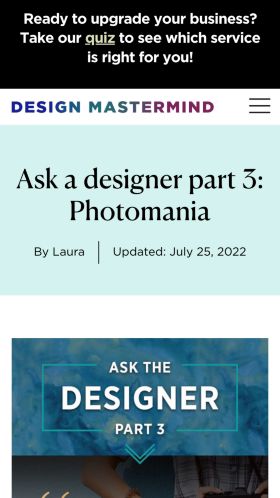 Ready to upgrade your business?
Take our quiz to see which service
is right for you!
DESIGN MASTERMIND
Ask a designer part 3:
Photomania
By Laura
Updated: July 25, 2022
ASK THE
DESIGNER
PART 3